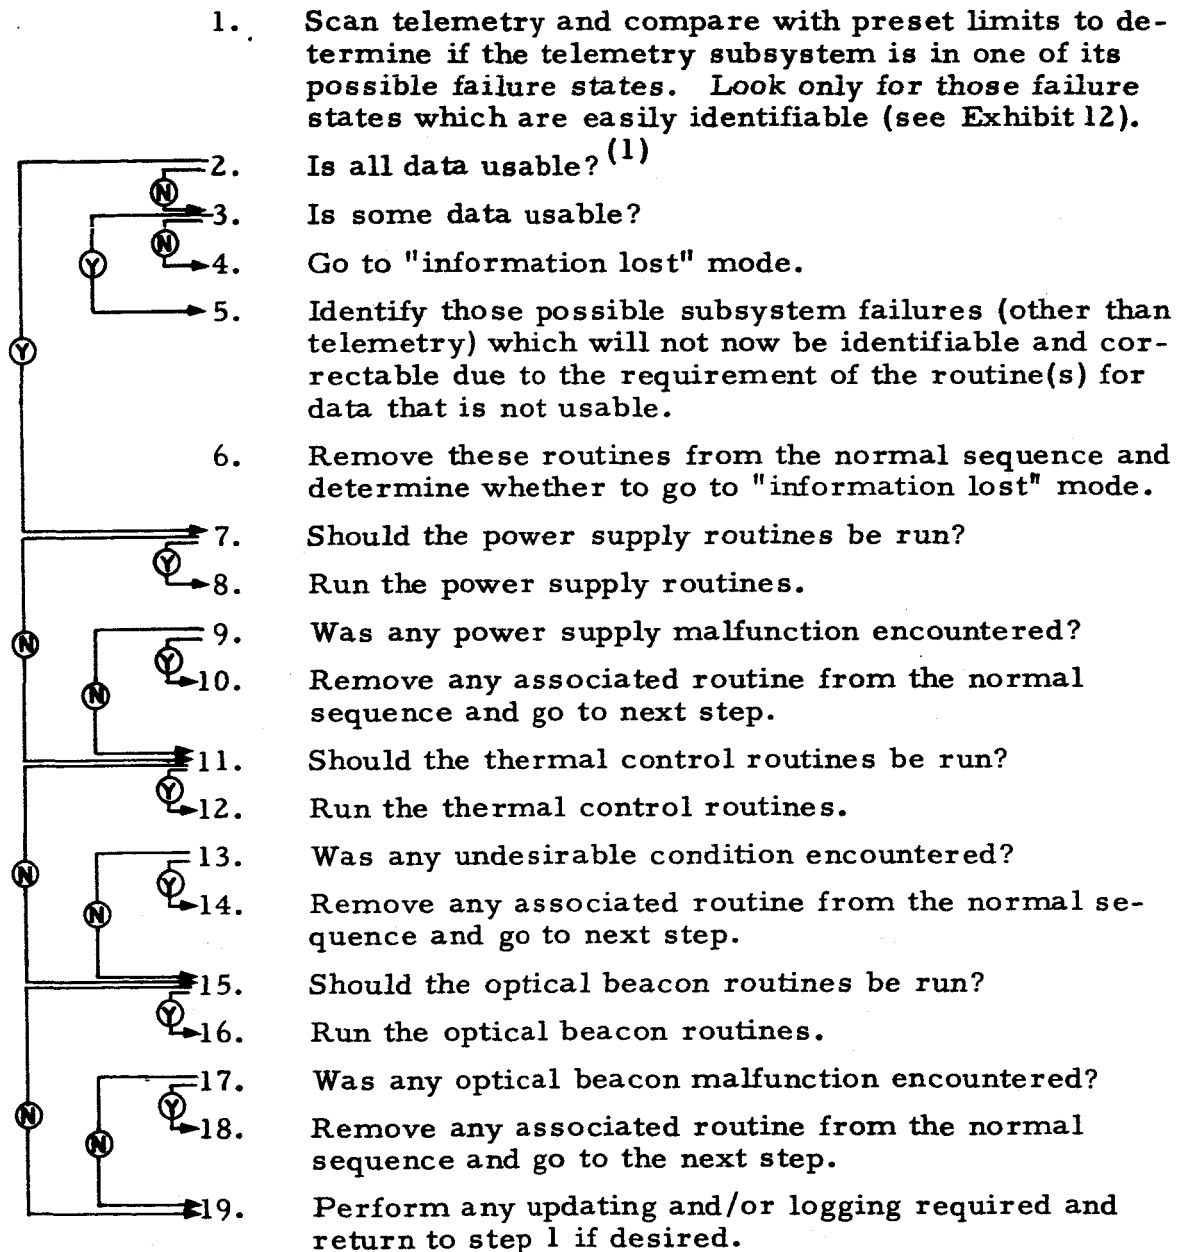 1. Scan telemetry and compare with preset limits to de-
termine if the telemetry subsystem is in one of its
possible failure states. Look only for those failure
states which are easily identifiable (see Exhibit 12).
2. Is all data usable? (1)
N
3. Is some data usable?
N
Y
4. Go to "information lost" mode.
5. Identify those possible subsystem failures (other than
Y
telemetry) which will not now be identifiable and cor-
rectable due to the requirement of the routine(s) for
data that is not usable.
6. Remove these routines from the normal sequence and
determine whether to go to "information lost" mode.
7. Should the power supply routines be run?
Y
8. Run the power supply routines.
9. Was any power supply malfunction encountered?
N
Y
10. Remove any associated routine from the normal
N
sequence and go to next step.
11. Should the thermal control routines be run?
Y
12. Run the thermal control routines.
13. Was any undesirable condition encountered?
N
Y
14. Remove any associated routine from the normal se-
N
quence and go to next step.
15. Should the optical beacon routines be run?
Y
16. Run the optical beacon routines.
17. Was any optical beacon malfunction encountered?
N
Y
18. Remove any associated routine from the normal
N
sequence and go to the next step.
19. Perform any updating and/or logging required and
return to step 1 if desired.